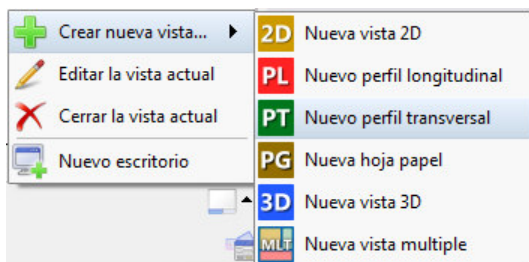 Crear nueva vista...
Editar la vista actual
Cerrar la vista actual
Nuevo escritorio
2D Nueva vista 2D
PL Nuevo perfil longitudinal
PT Nuevo perfil transversal
PG Nueva hoja papel
3D Nueva vista 3D
MLT Nueva vista multiple